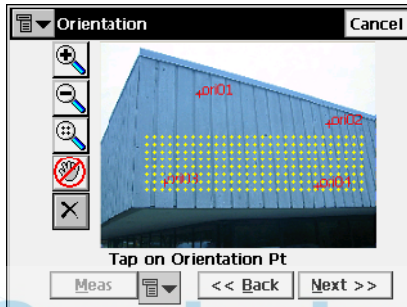 Orientation Cancel
ori01
ori02
ori03
ori04
Tap on Orientation Pt
Meas << Back Next >>